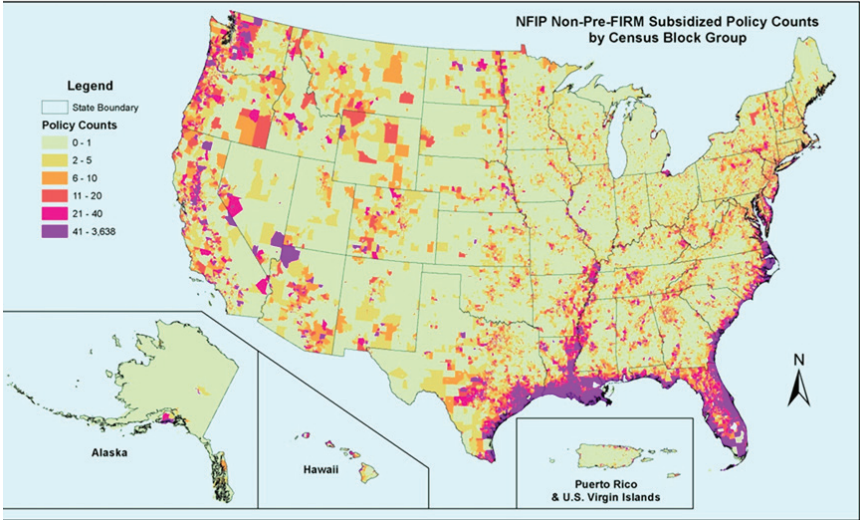 NFIP Non-Pre-FIRM Subsidized Policy Counts
by Census Block Group
Legend
State Boundary
Policy Counts
0 - 1
2 - 5
6 - 10
11 - 20
21 - 40
41 - 3,638
N
Alaska
Hawaii
Puerto Rico
& U.S. Virgin Islands